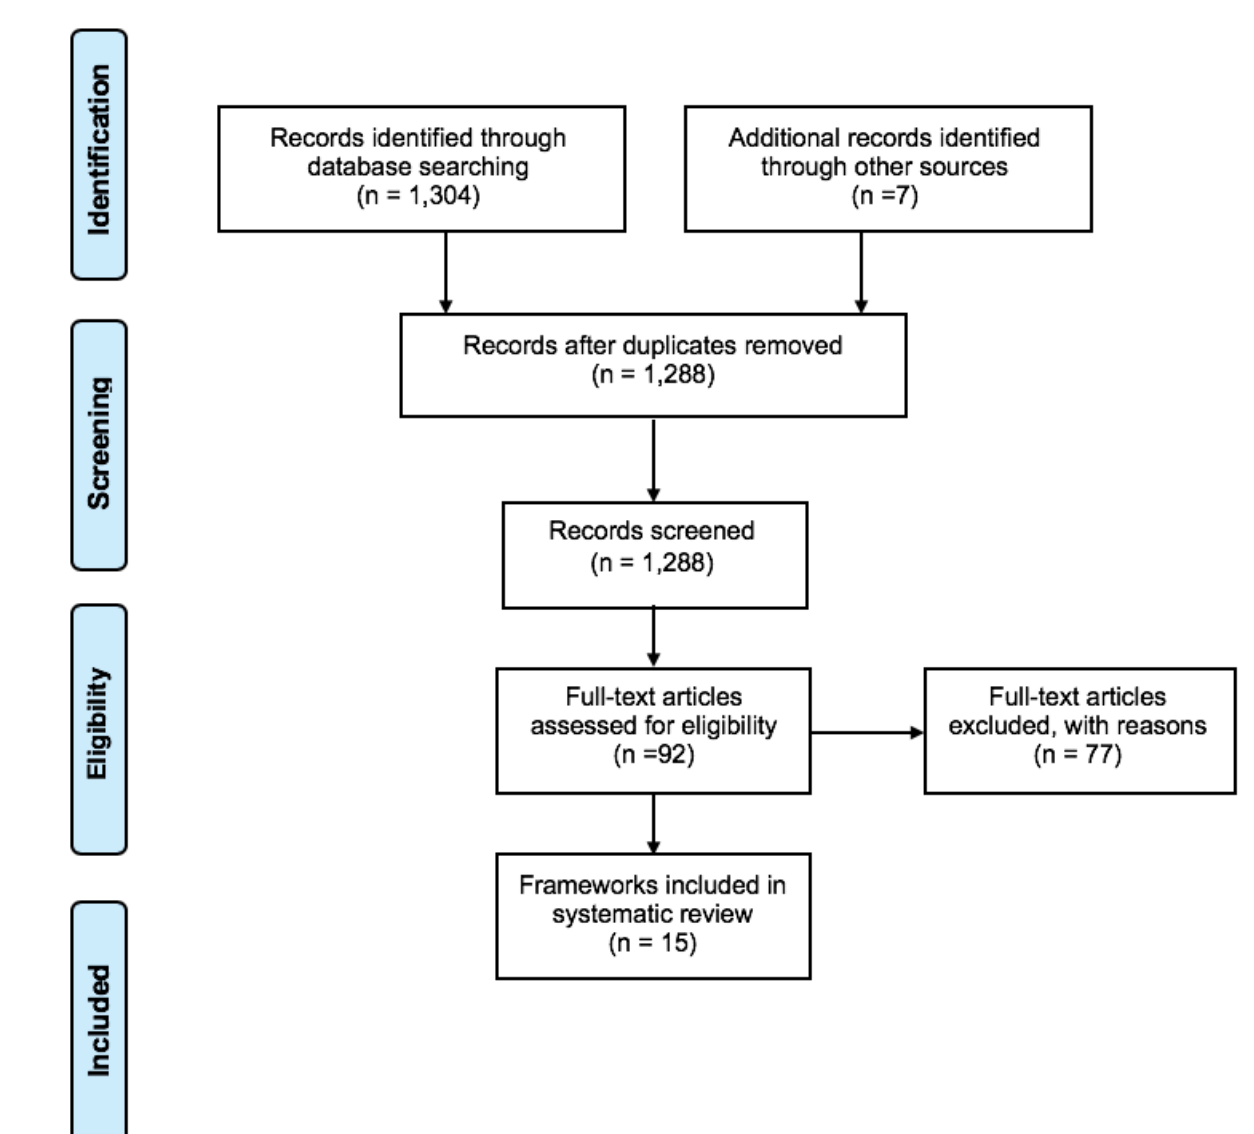 Identification
Records identified through
database searching
(n = 1,304)
Additional records identified
through other sources
(n =7)
Screening
Records after duplicates removed
(n = 1,288)
Records screened
(n = 1,288)
Eligibility
Full-text articles
assessed for eligibility
(n =92)
Full-text articles
excluded, with reasons
(n = 77)
Included
Frameworks included in
systematic review
(n = 15)